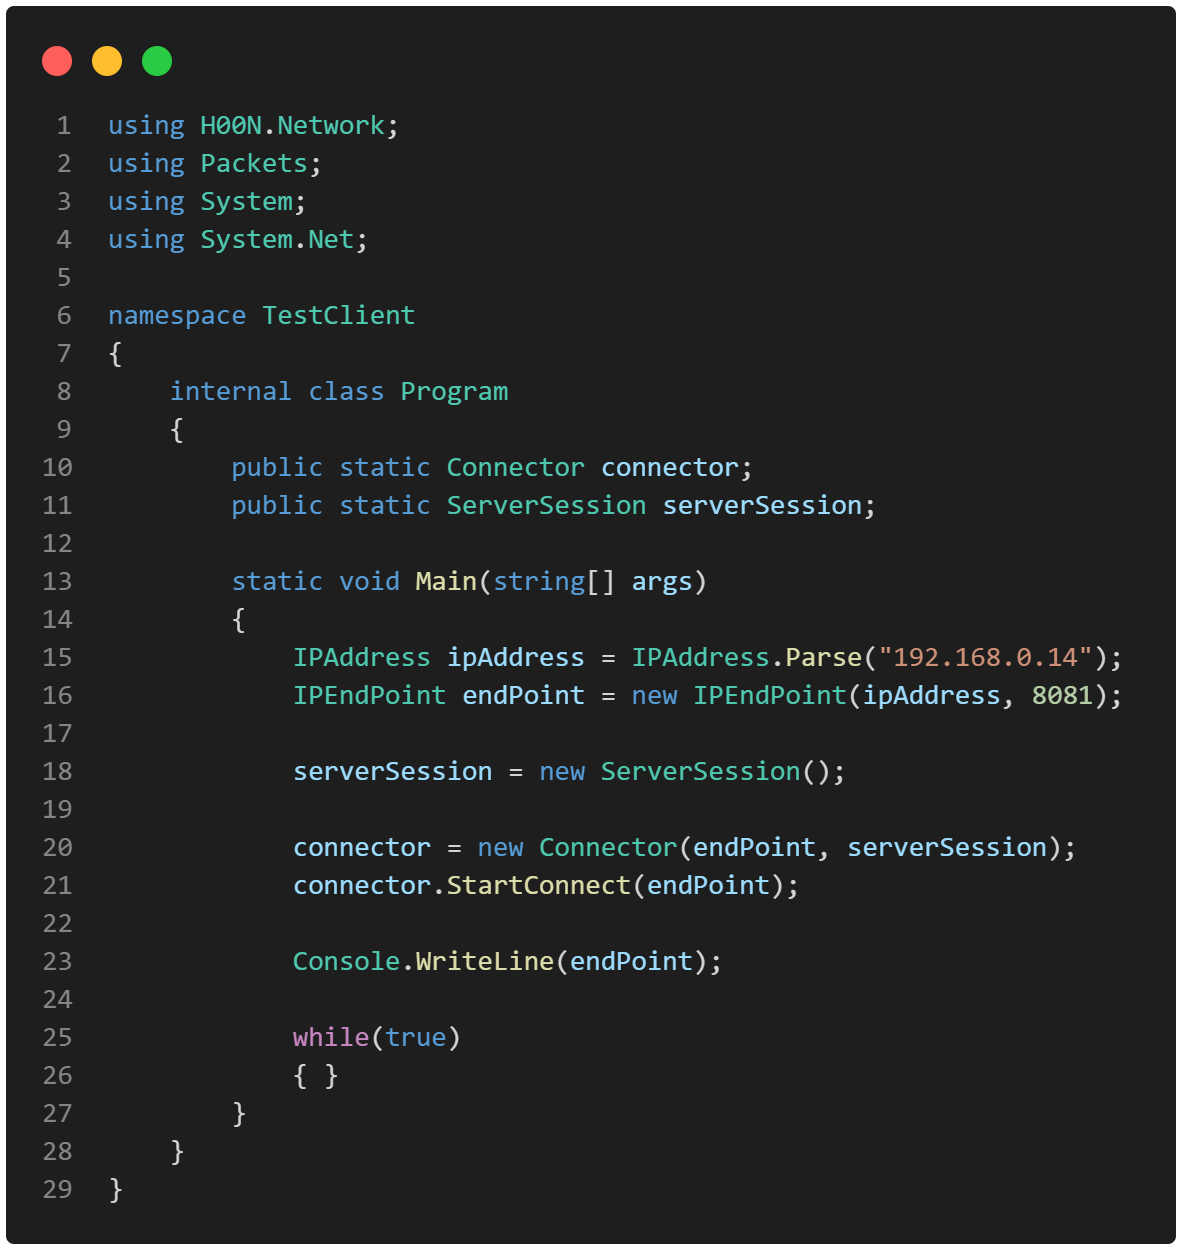 1 using H00N.Network;
2 using Packets;
3 using System;
4 using System.Net;
5
6 namespace TestClient
7 {
8     internal class Program
9     {
10         public static Connector connector;
11         public static ServerSession serverSession;
12
13         static void Main(string[] args)
14         {
15             IPAddress ipAddress = IPAddress.Parse("192.168.0.14");
16             IPEndPoint endPoint = new IPEndPoint(ipAddress, 8081);
17
18             serverSession = new ServerSession();
19
20             connector = new Connector(endPoint, serverSession);
21             connector.StartConnect(endPoint);
22
23             Console.WriteLine(endPoint);
24
25             while(true)
26             { }
27         }
28     }
29 }